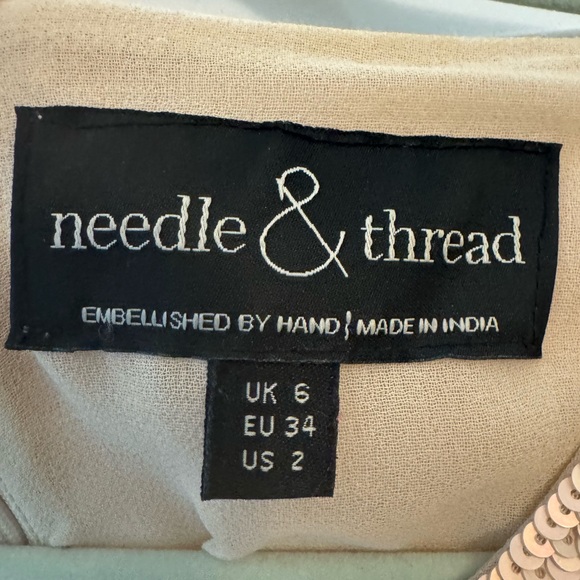 needle & thread
EMBELLISHED BY HAND | MADE IN INDIA
UK 6
EU 34
US 2